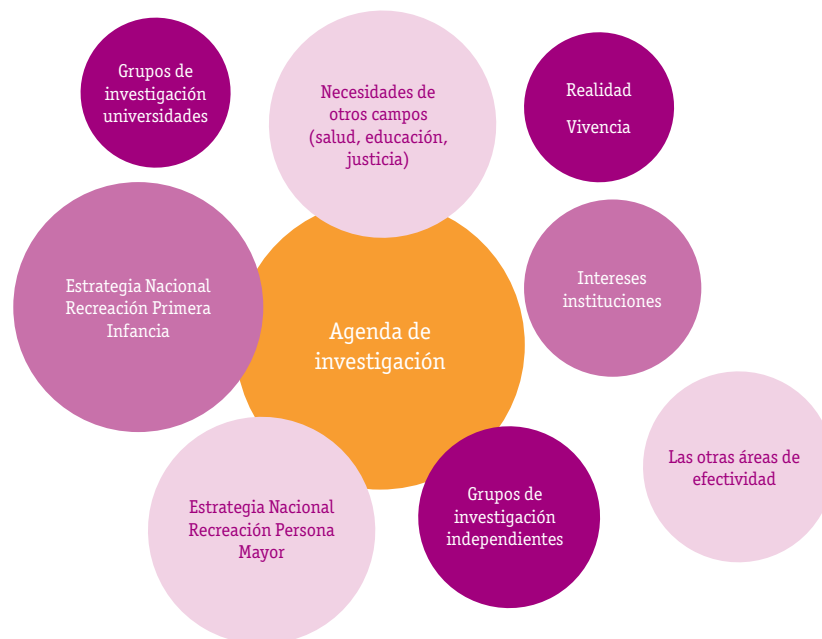 Grupos de
investigación
universidades
Necesidades de
otros campos
(salud, educación,
justicia)
Realidad
Vivencia
Estrategia Nacional
Recreación Primera
Infancia
Intereses
instituciones
Agenda de
investigación
Las otras áreas de
efectividad
Estrategia Nacional
Recreación Persona
Mayor
Grupos de
investigación
independientes